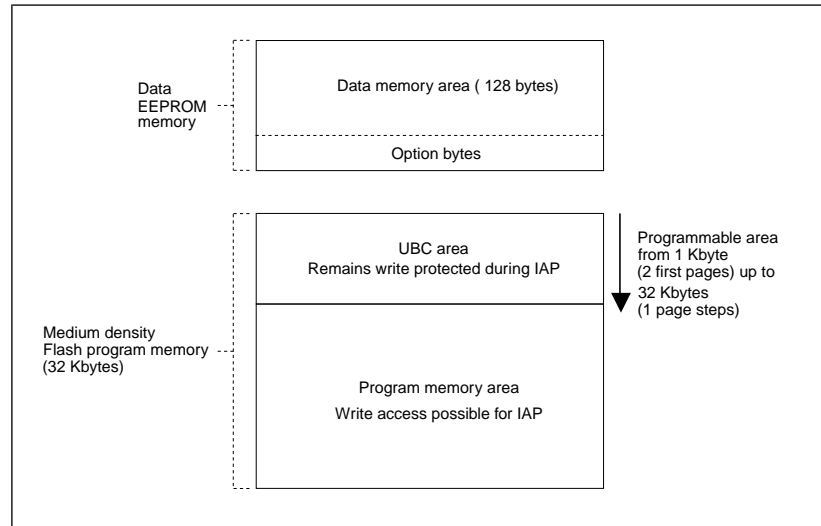 Data
EEPROM
memory
Data memory area ( 128 bytes)
Option bytes
Medium density
Flash program memory
(32 Kbytes)
UBC area
Remains write protected during IAP
Program memory area
Write access possible for IAP
Programmable area
from 1 Kbyte
(2 first pages) up to
32 Kbytes
(1 page steps)